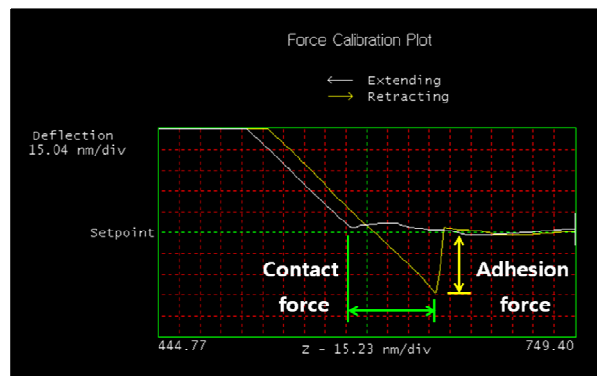 Force Calibration Plot
Extending
Retracting
Deflection
15.04 nm/div
Setpoint
Contact
force
Adhesion
force
444.77
Z - 15.23 nm/div
749.40